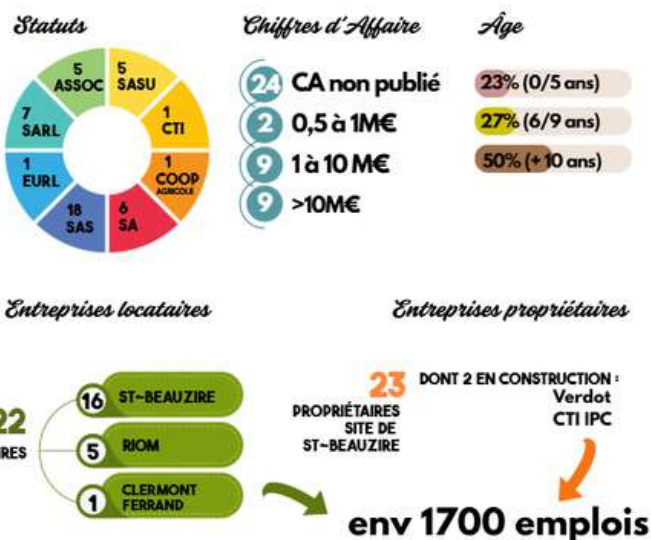 Statuts
5
ASSOC
5
SASU
1
CTI
1
COOP
AGRICOLE
6
SA
18
SAS
1
EURL
7
SARL
Chiffres d'Affaire
24 CA non publié
2 0,5 à 1M€
9 1 à 10 M€
9 >10M€
Âge
23% (0/5 ans)
27% (6/9 ans)
50% (+ 10 ans)
Entreprises locataires
22
IRES
16 ST-BEAUZIRE
5 RIOM
1 CLERMONT
FERRAND
Entreprises propriétaires
23
PROPRIÉTAIRES
SITE DE
ST-BEAUZIRE
DONT 2 EN CONSTRUCTION :
Verdot
CTI IPC
env 1700 emplois